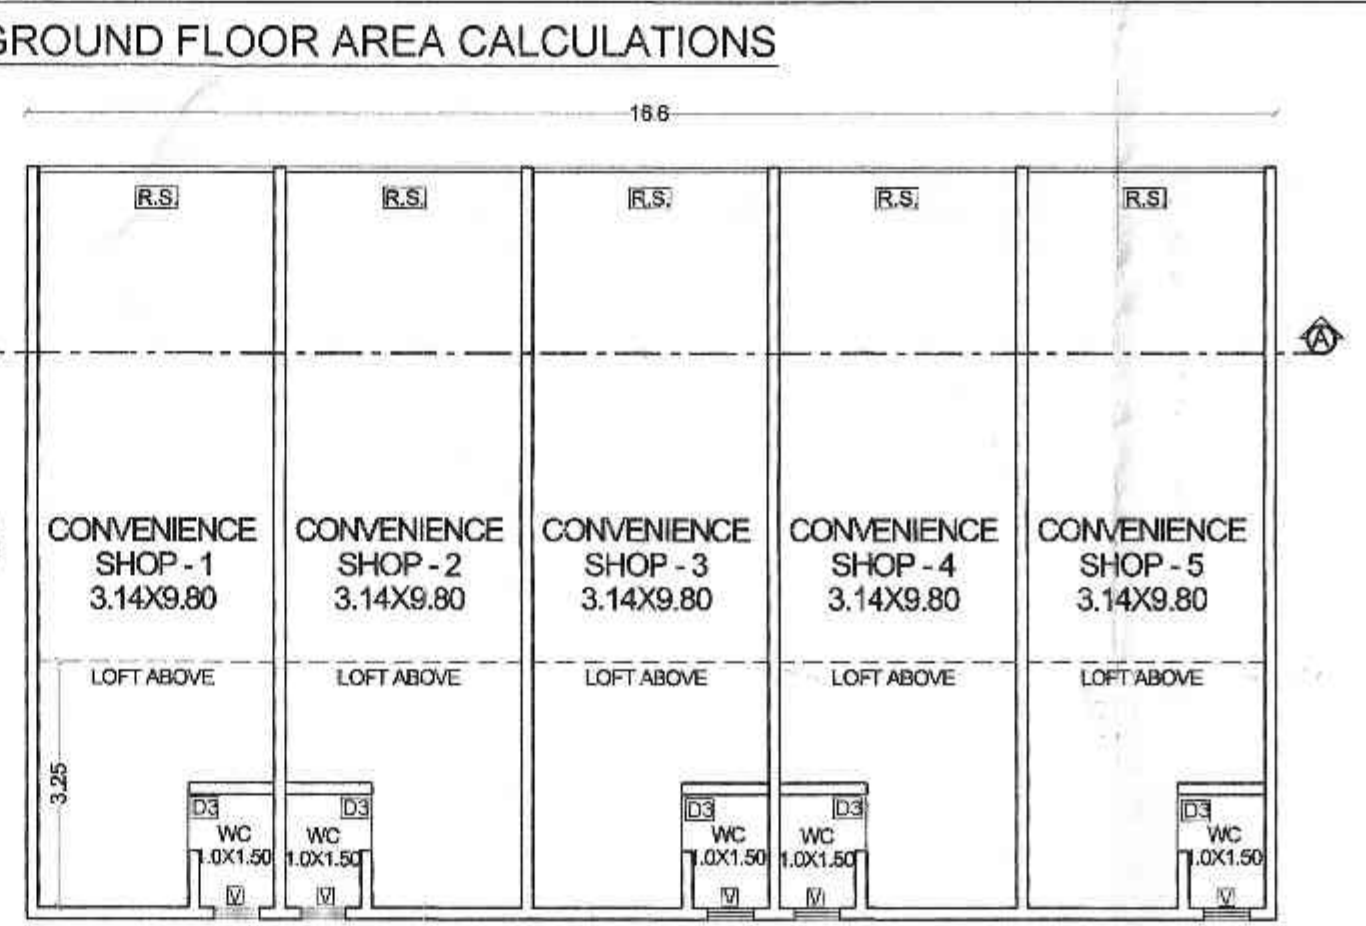 GROUND FLOOR AREA CALCULATIONS
16.6
R.S. R.S. R.S. R.S. R.S.
A
CONVENIENCE CONVENIENCE CONVENIENCE CONVENIENCE CONVENIENCE
SHOP - 1 SHOP - 2 SHOP - 3 SHOP - 4 SHOP - 5
3.14X9.80 3.14X9.80 3.14X9.80 3.14X9.80 3.14X9.80
LOFT ABOVE LOFT ABOVE LOFT ABOVE LOFT ABOVE LOFT ABOVE
3.25
D3 D3 D3 D3 D3
WC WC WC WC WC
1.0X1.50 1.0X1.50 1.0X1.50 1.0X1.50 1.0X1.50
V V V V V